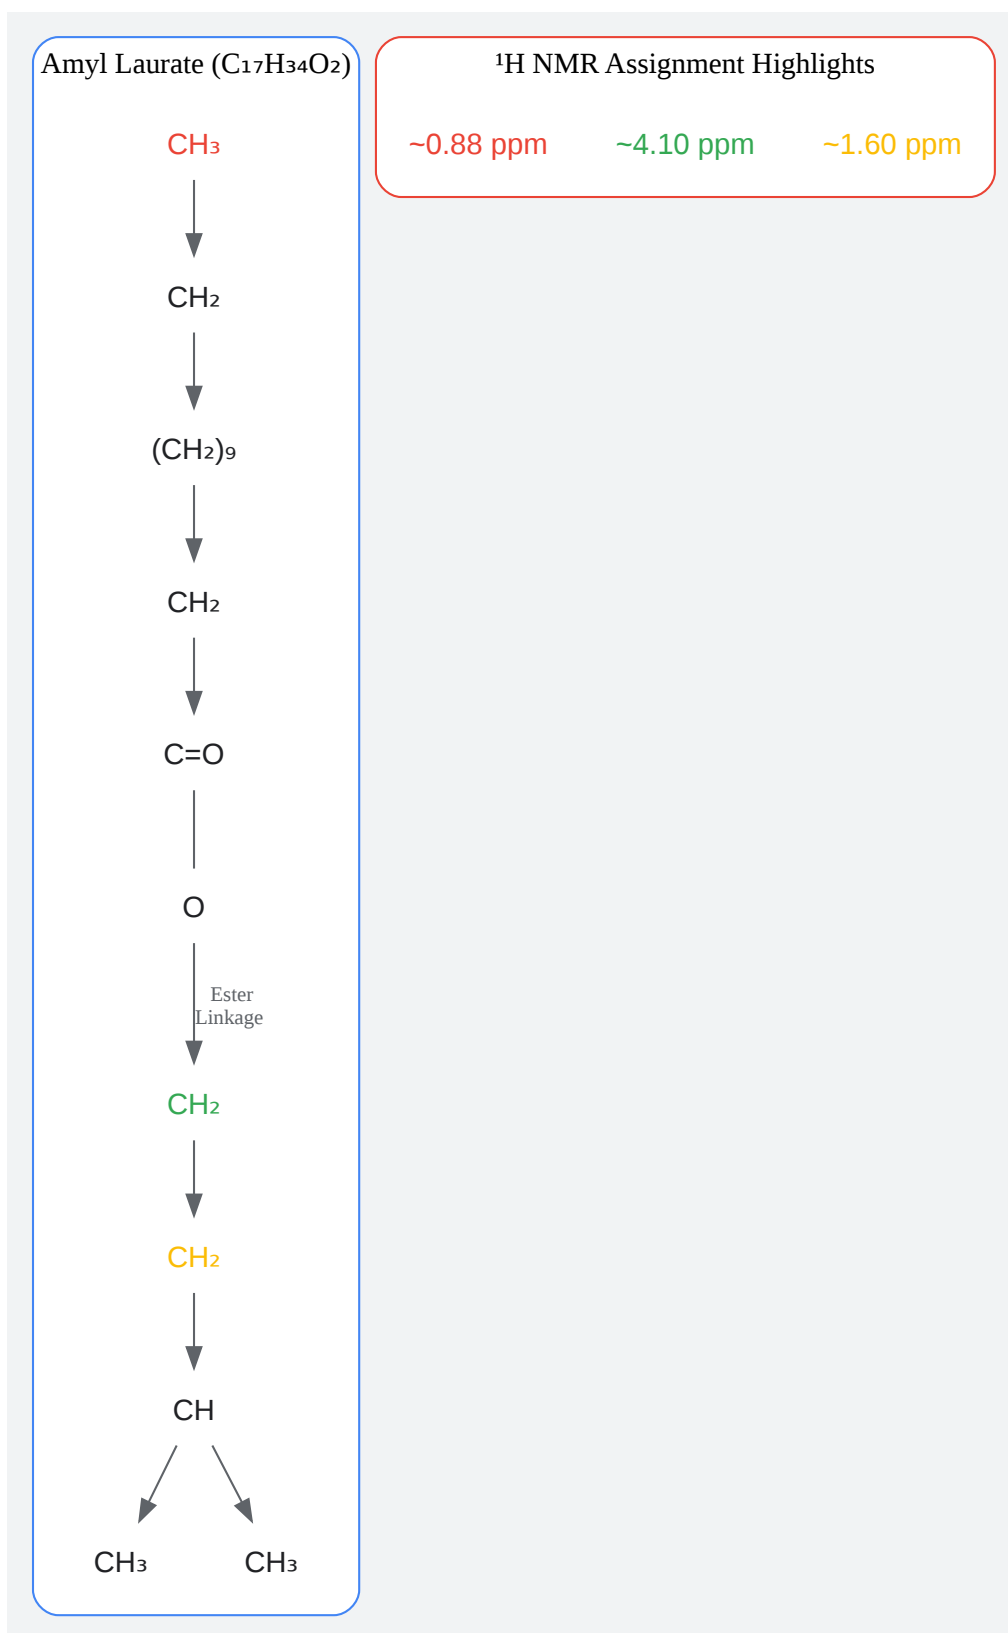 Amyl Laurate (C₁₇H₃₄O₂)
CH₃
CH₂
(CH₂)₉
CH₂
C=O
O
Ester
Linkage
CH₂
CH₂
CH
CH₃ CH₃
¹H NMR Assignment Highlights
~0.88 ppm ~4.10 ppm ~1.60 ppm